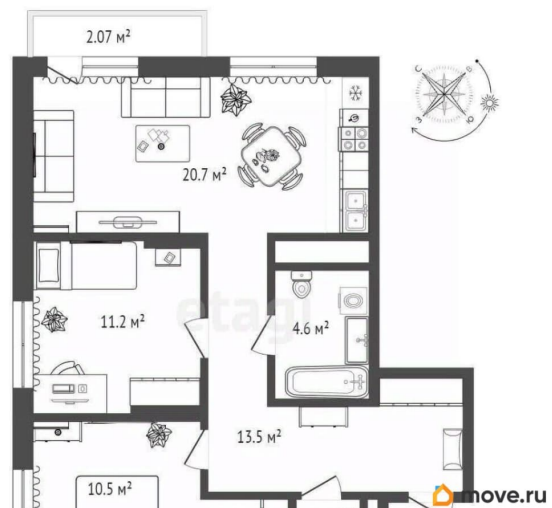 2.07 м²
С
В
З
Ю
20.7 м²
etagi
11.2 м²
4.6 м²
13.5 м²
10.5 м²
move.ru